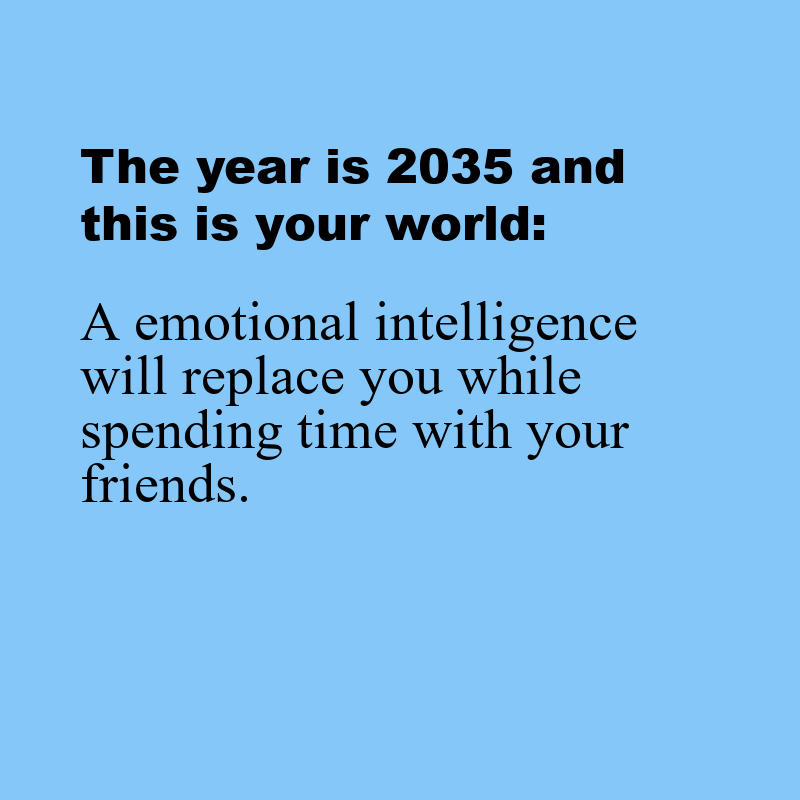 The year is 2035 and
this is your world:
A emotional intelligence
will replace you while
spending time with your
friends.